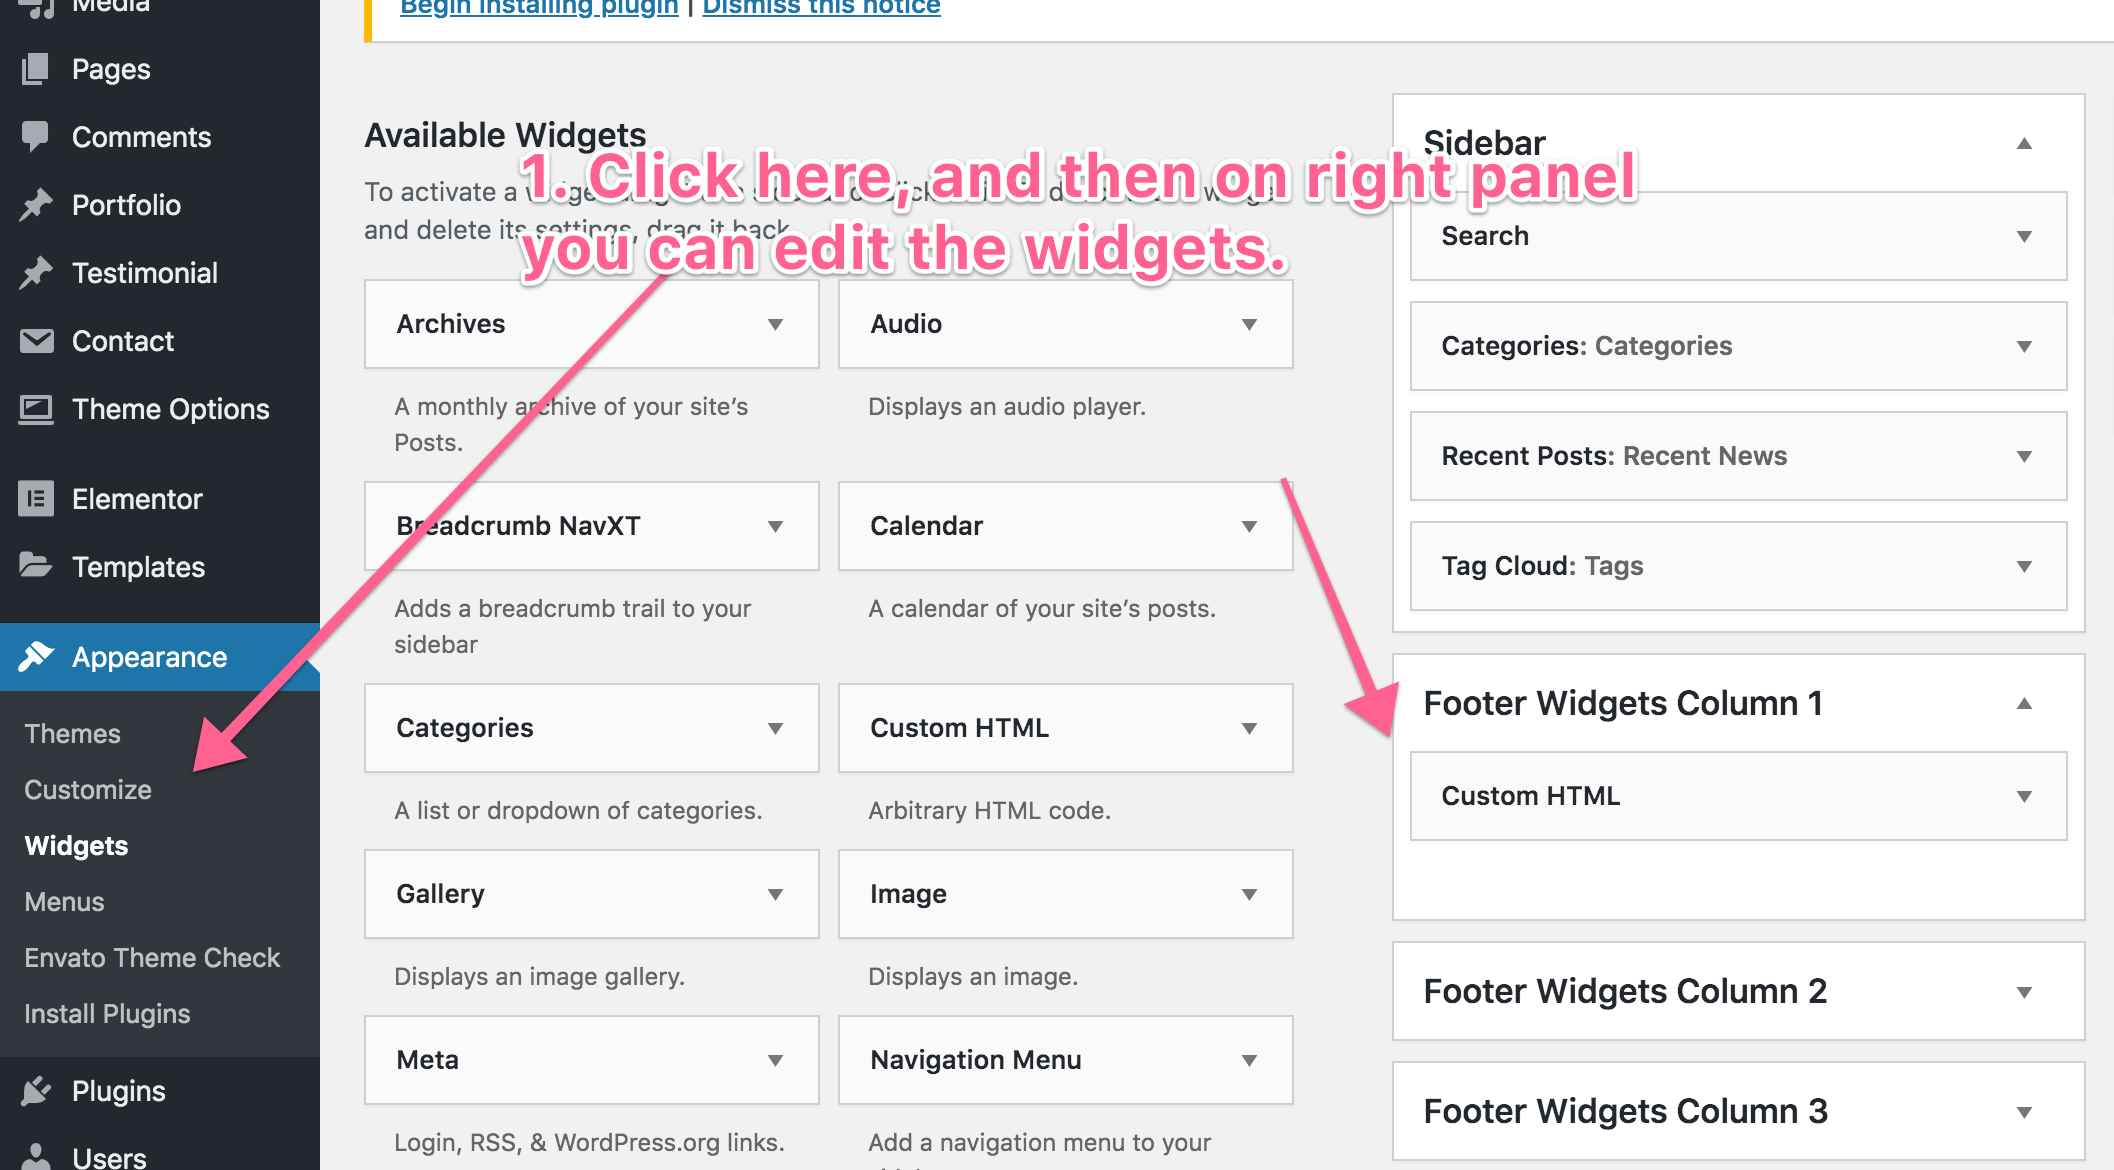 Media
Pages
Comments
Portfolio
Testimonial
Contact
Theme Options
Elementor
Templates
Appearance
Themes
Customize
Widgets
Menus
Envato Theme Check
Install Plugins
Plugins
Users
Begin installing plugin | Dismiss this notice
Available Widgets
To activate a
and delete its settings, drag it back
1. Click here, and then on right panel
you can edit the widgets.
Archives
A monthly archive of your site’s
Posts.
Audio
Displays an audio player.
Breadcrumb NavXT
Adds a breadcrumb trail to your
sidebar
Calendar
A calendar of your site’s posts.
Categories
A list or dropdown of categories.
Custom HTML
Arbitrary HTML code.
Gallery
Displays an image gallery.
Image
Displays an image.
Meta
Login, RSS, & WordPress.org links.
Navigation Menu
Add a navigation menu to your
Sidebar
Search
Categories: Categories
Recent Posts: Recent News
Tag Cloud: Tags
Footer Widgets Column 1
Custom HTML
Footer Widgets Column 2
Footer Widgets Column 3